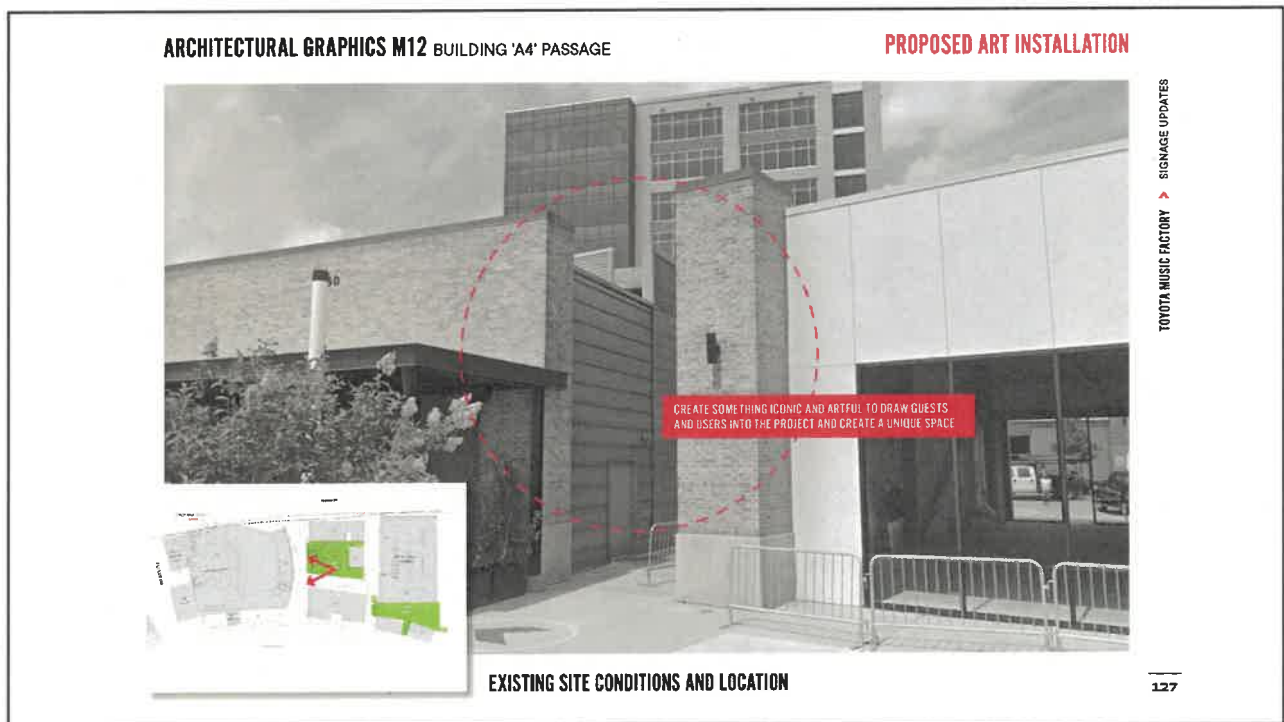 ARCHITECTURAL GRAPHICS M12 BUILDING 'A4' PASSAGE
PROPOSED ART INSTALLATION
TOYOTA MUSIC FACTORY > SIGNAGE UPDATES
CREATE SOMETHING ICONIC AND ARTFUL TO DRAW GUESTS
AND USERS INTO THE PROJECT AND CREATE A UNIQUE SPACE
EXISTING SITE CONDITIONS AND LOCATION
127